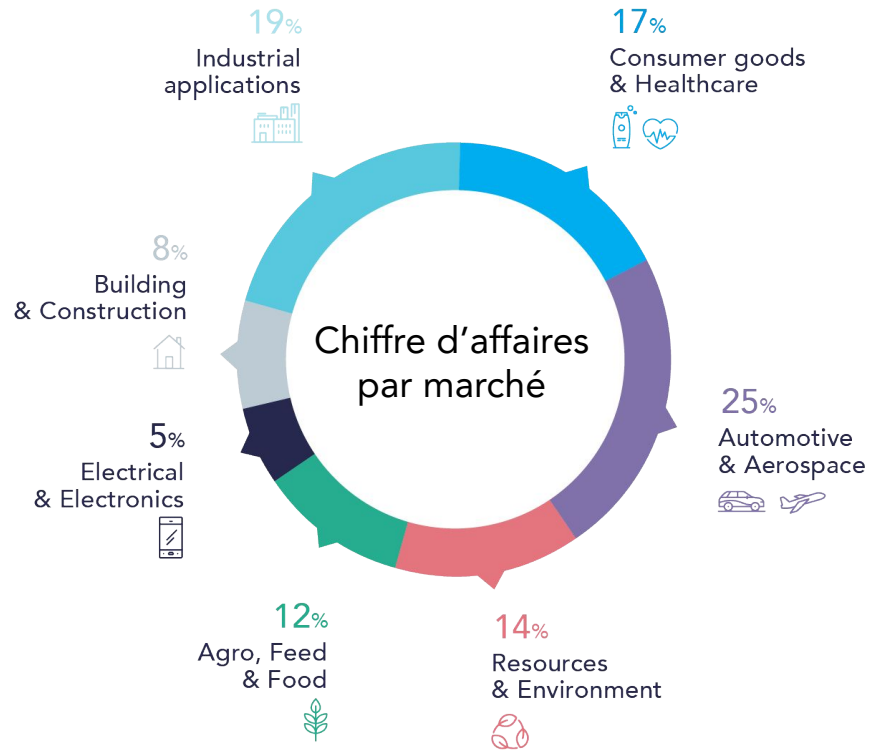 19%
Industrial
applications
17%
Consumer goods
& Healthcare
8%
Building
& Construction
Chiffre d’affaires
par marché
25%
Automotive
& Aerospace
5%
Electrical
& Electronics
12%
Agro, Feed
& Food
14%
Resources
& Environment